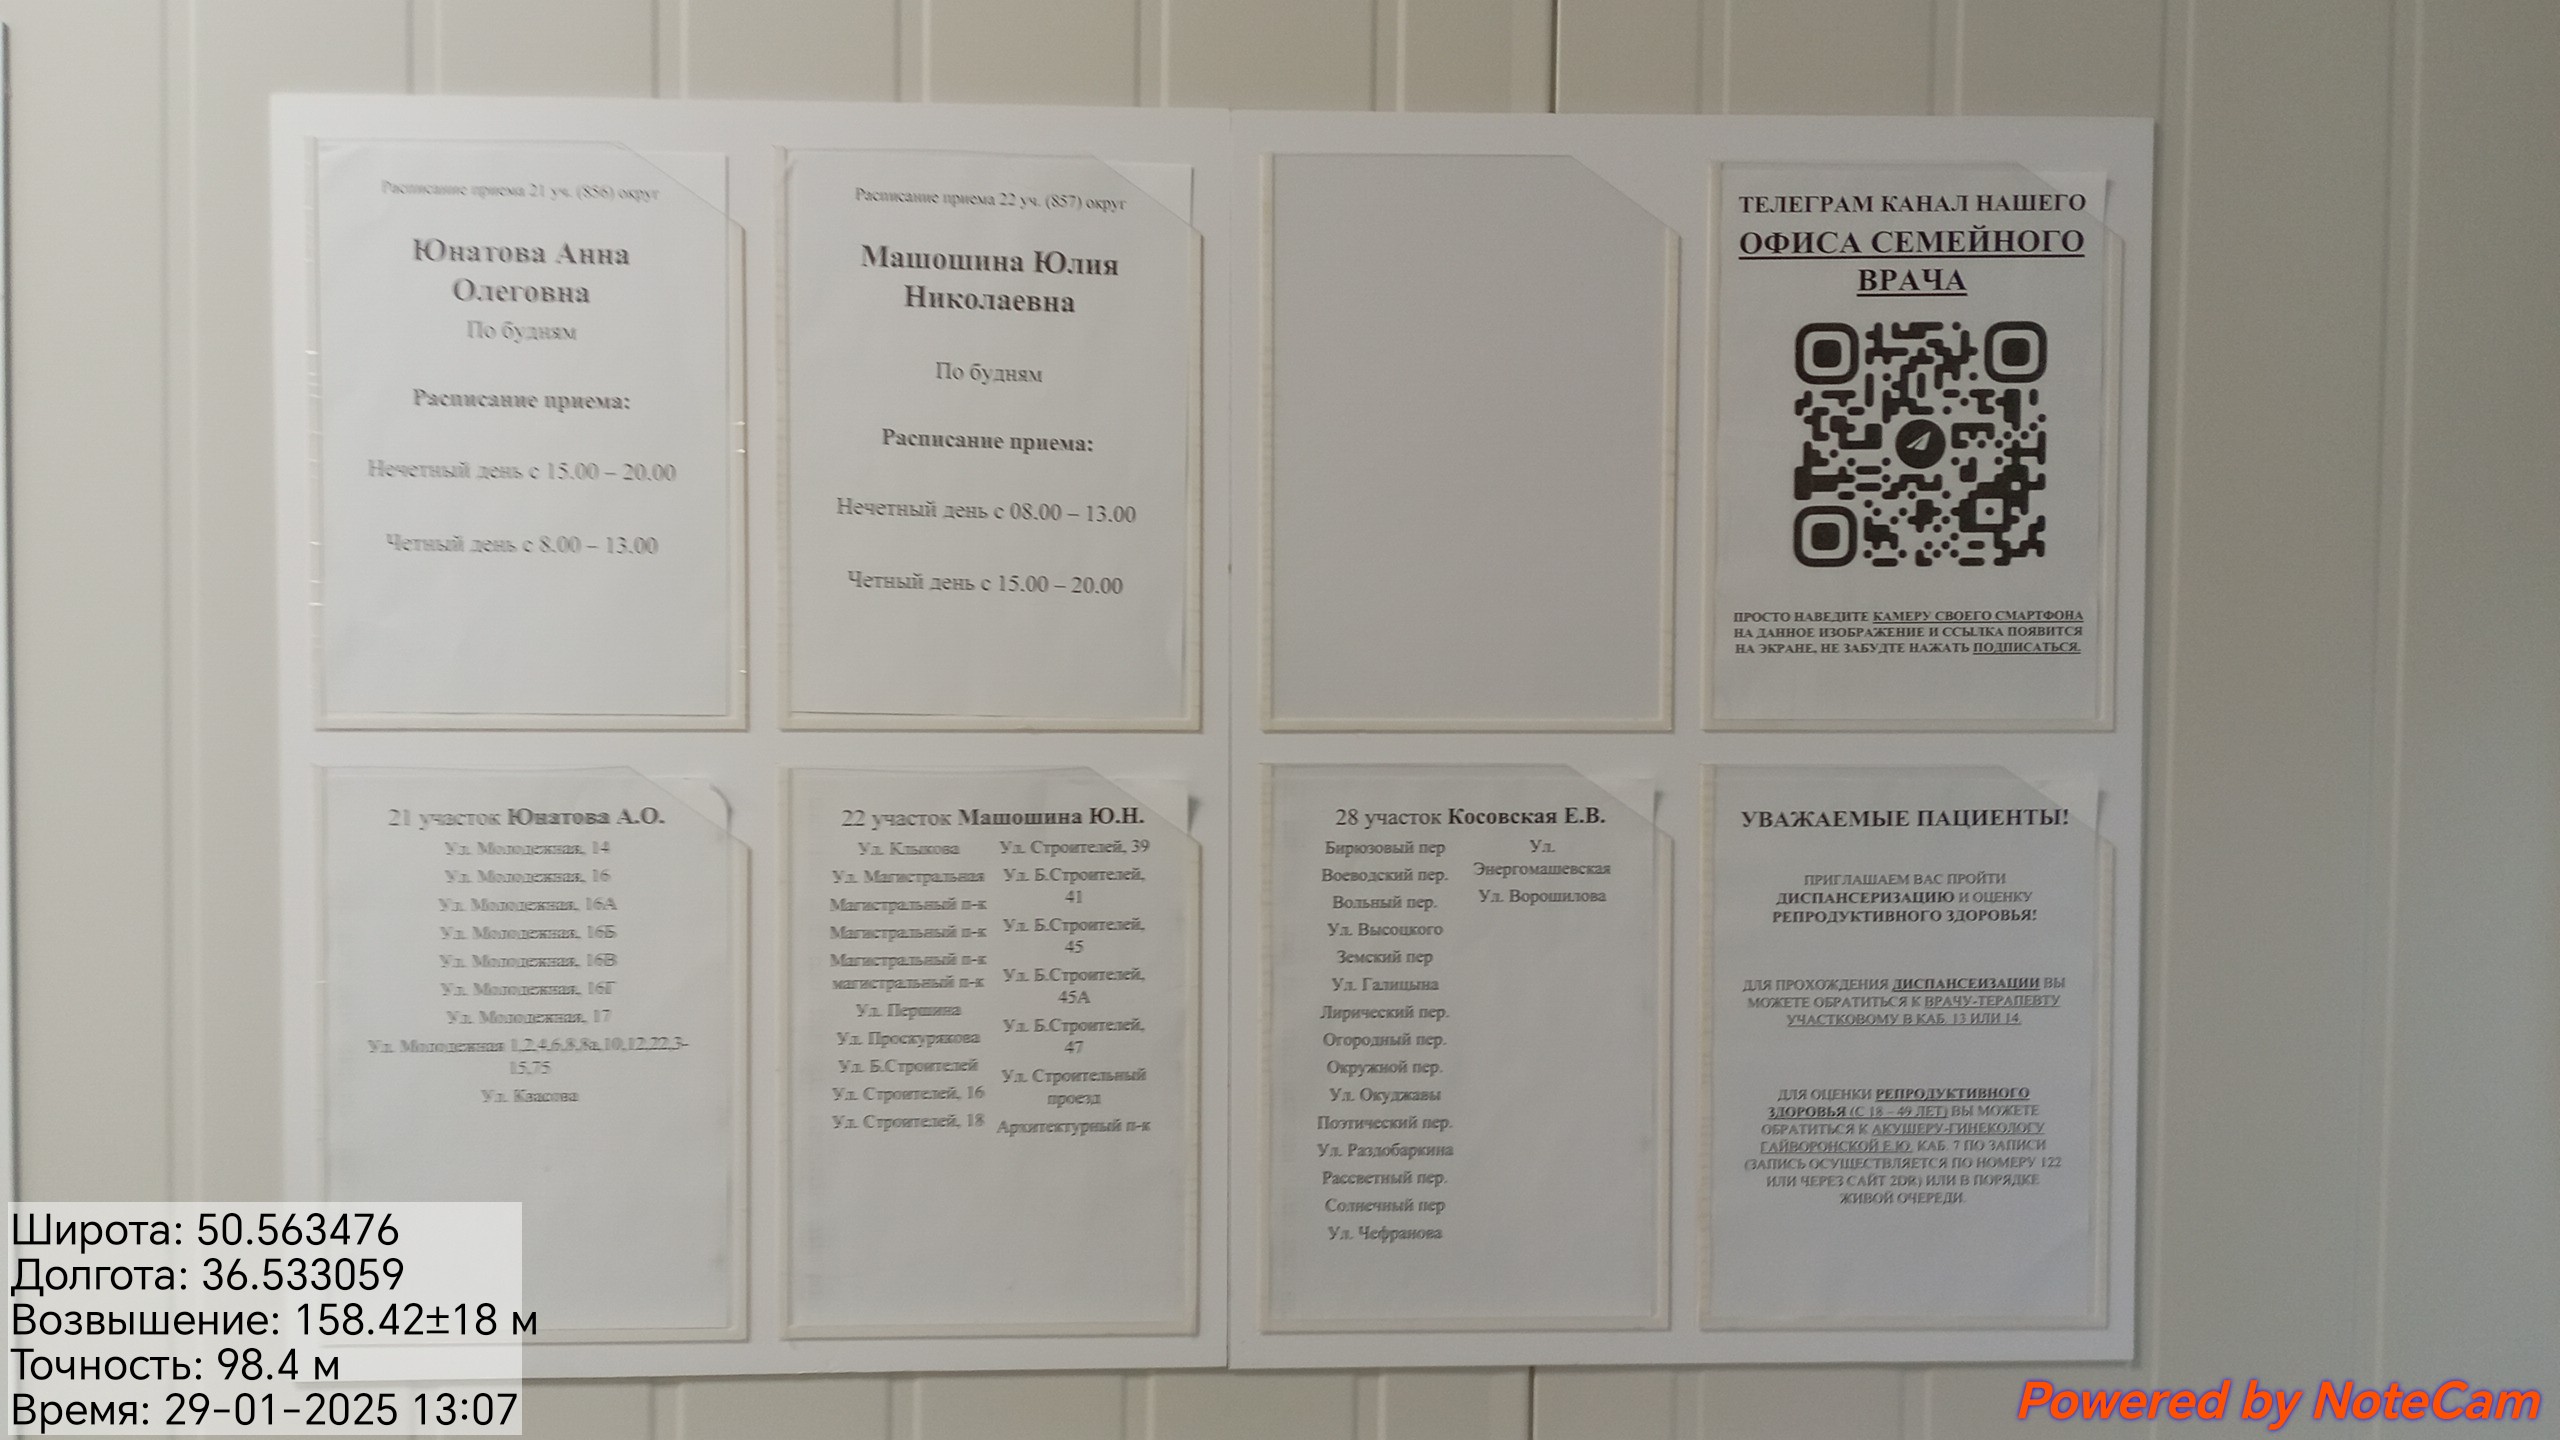 Расписание приема 21 уч. (856) округ
Юнатова Анна
Олеговна
По будням
Расписание приема:
Нечетный день с 15.00 – 20.00
Четный день с 8.00 – 13.00
Расписание приема 22 уч. (857) округ
Машошина Юлия
Николаевна
По будням
Расписание приема:
Нечетный день с 08.00 – 13.00
Четный день с 15.00 – 20.00
ТЕЛЕГРАМ КАНАЛ НАШЕГО
ОФИСА СЕМЕЙНОГО
ВРАЧА
ПРОСТО НАВЕДИТЕ КАМЕРУ СВОЕГО СМАРТФОНА
НА ДАННОЕ ИЗОБРАЖЕНИЕ И ССЫЛКА ПОЯВИТСЯ
НА ЭКРАНЕ, НЕ ЗАБУДТЕ НАЖАТЬ ПОДПИСАТЬСЯ.
21 участок Юнатова А.О.
Ул. Молодежная, 14
Ул. Молодежная, 16
Ул. Молодежная, 16А
Ул. Молодежная, 16Б
Ул. Молодежная, 16В
Ул. Молодежная, 16Г
Ул. Молодежная, 17
Ул. Молодежная 1,2,4,6,8,8а,10,12,22,3-
15,75
Ул. Квасова
22 участок Машошина Ю.Н.
Ул. Клыкова
Ул. Магистральная
Магистральный п-к
Магистральный п-к
Магистральный п-к
магистральный п-к
Ул. Першина
Ул. Проскурякова
Ул. Б.Строителей
Ул. Строителей, 16
Ул. Строителей, 18
Ул. Строителей, 39
Ул. Б.Строителей,
41
Ул. Б.Строителей,
45
Ул. Б.Строителей,
45А
Ул. Б.Строителей,
47
Ул. Строительный
проезд
Архитектурный п-к
28 участок Косовская Е.В.
Бирюзовый пер
Воеводский пер.
Вольный пер.
Ул. Высоцкого
Земский пер
Ул. Галицына
Лирический пер.
Огородный пер.
Окружной пер.
Ул. Окуджавы
Поэтический пер.
Ул. Раздобаркина
Рассветный пер.
Солнечный пер
Ул. Чефранова
Ул.
Энергомашевская
Ул. Ворошилова
УВАЖАЕМЫЕ ПАЦИЕНТЫ!
ПРИГЛАШАЕМ ВАС ПРОЙТИ
ДИСПАНСЕРИЗАЦИЮ И ОЦЕНКУ
РЕПРОДУКТИВНОГО ЗДОРОВЬЯ!
ДЛЯ ПРОХОЖДЕНИЯ ДИСПАНСЕИЗАЦИИ ВЫ
МОЖЕТЕ ОБРАТИТЬСЯ К ВРАЧУ-ТЕРАПЕВТУ
УЧАСТКОВОМУ В КАБ. 13 ИЛИ 14.
ДЛЯ ОЦЕНКИ РЕПРОДУКТИВНОГО
ЗДОРОВЬЯ (С 18 – 49 ЛЕТ) ВЫ МОЖЕТЕ
ОБРАТИТЬСЯ К АКУШЕРУ-ГИНЕКОЛОГУ
ГАЙВОРОНСКОЙ Е.Ю. КАБ. 7 ПО ЗАПИСИ
(ЗАПИСЬ ОСУЩЕСТВЛЯЕТСЯ ПО НОМЕРУ 122
ИЛИ ЧЕРЕЗ САЙТ 2DR) ИЛИ В ПОРЯДКЕ
ЖИВОЙ ОЧЕРЕДИ.
Широта: 50.563476
Долгота: 36.533059
Возвышение: 158.42±18 м
Точность: 98.4 м
Время: 29-01-2025 13:07
Powered by NoteCam